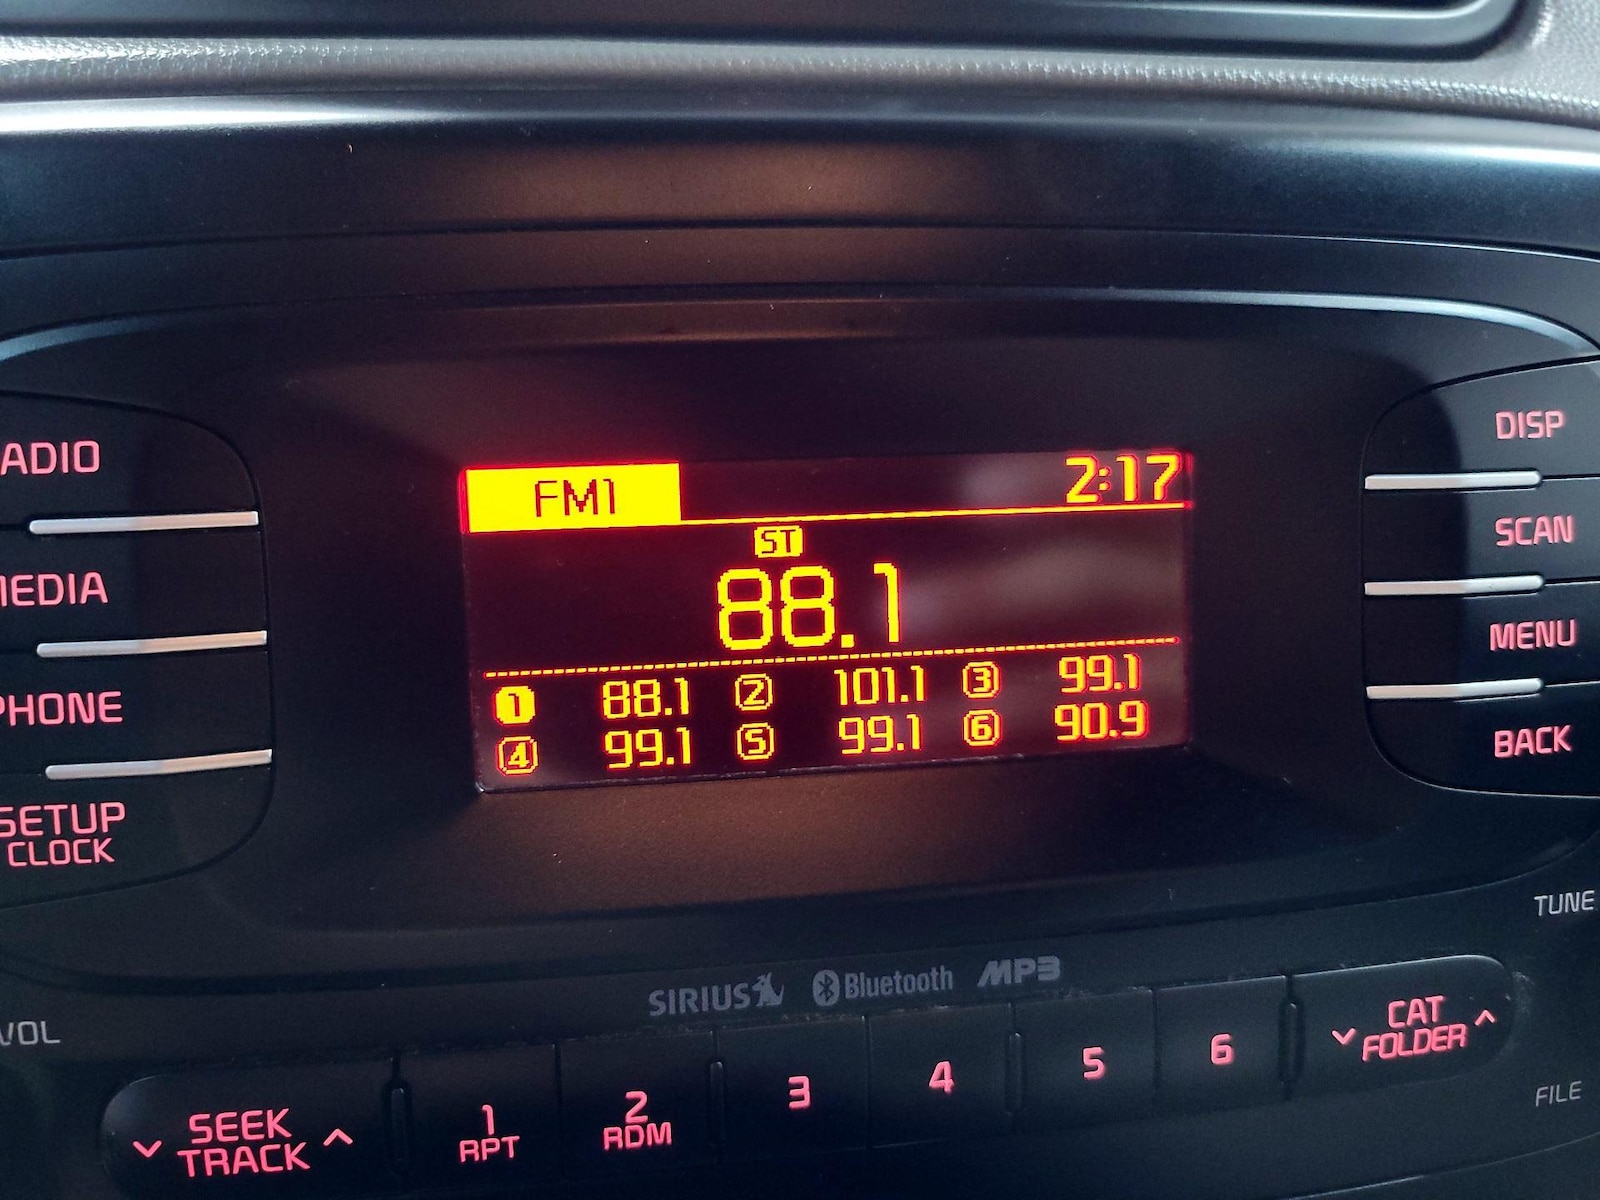 FM1 2:17
ST
88.1
1 88.1 2 101.1 3 99.1
4 99.1 5 99.1 6 90.9
ADIO
MEDIA
PHONE
SETUP
CLOCK
DISP
SCAN
MENU
BACK
TUNE
SIRIUS Bluetooth MP3
VOL
SEEK
TRACK
1
RPT
2
RDM
3
4
5
6
CAT
FOLDER
FILE